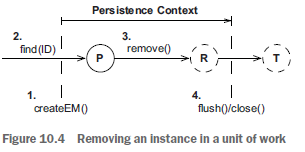 Persistence Context
2.
find(ID)
P
3.
remove()
R
T
1.
createEM()
4.
flush()/close()
Figure 10.4 Removing an instance in a unit of work